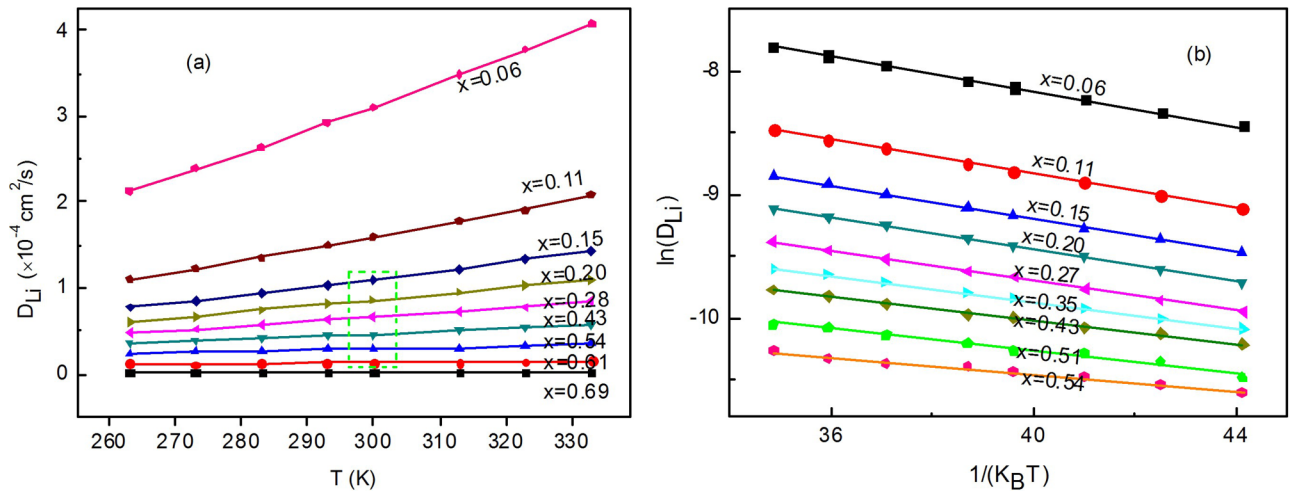 (a)
D_Li (×10^-4 cm^2/s)
4
3
2
1
0
x=0.06
x=0.11
x=0.15
x=0.20
x=0.28
x=0.43
x=0.54
x=0.61
x=0.69
260 270 280 290 300 310 320 330
T (K)
(b)
ln(D_Li)
-8
-9
-10
x=0.06
x=0.11
x=0.15
x=0.20
x=0.27
x=0.35
x=0.43
x=0.51
x=0.54
36 40 44
1/(K_BT)